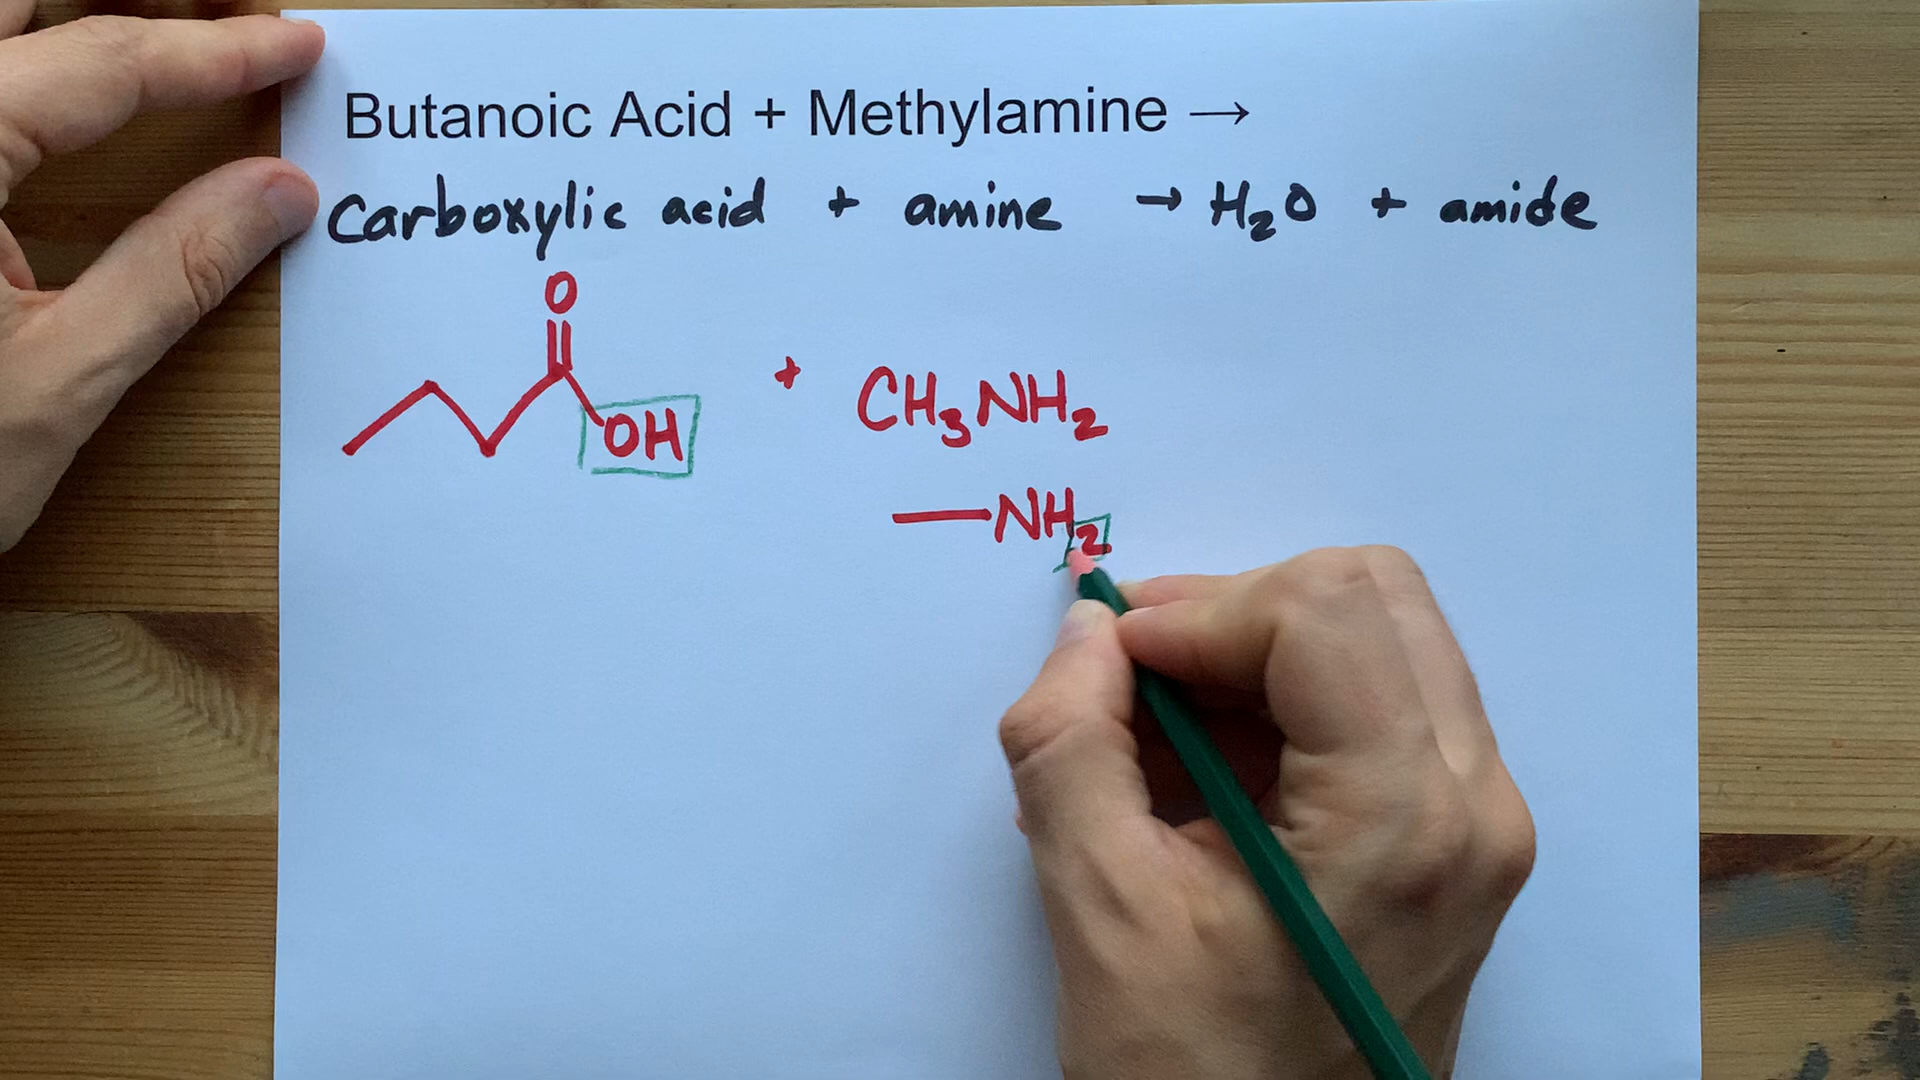 Butanoic Acid + Methylamine →
Carboxylic acid + amine → H₂O + amide
O
OH + CH₃NH₂
NH₂